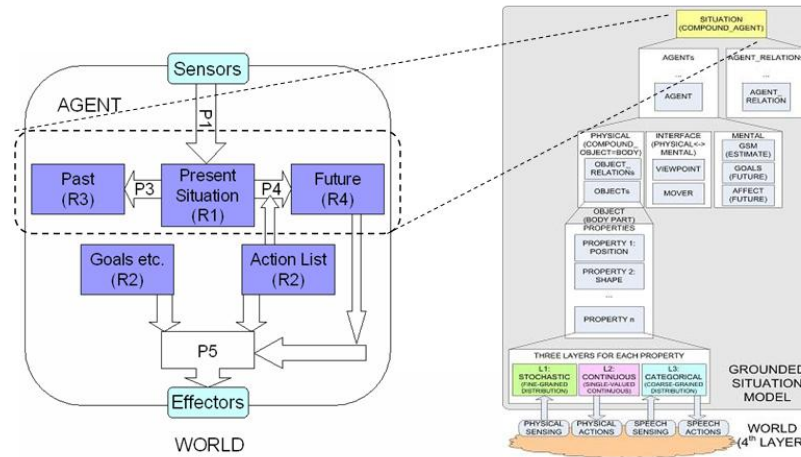 Sensors
AGENT
P1
Past
(R3)
P3
Present
Situation
(R1)
P4
Future
(R4)
Goals etc.
(R2)
Action List
(R2)
P5
Effectors
WORLD
SITUATION
(COMPOUND_AGENT)
AGENTs
...
AGENT
AGENT_RELATIONs
...
AGENT_
RELATION
PHYSICAL
(COMPOUND_
OBJECT=BODY)
OBJECT_
RELATIONs
OBJECTs
INTERFACE
(PHYSICAL<->
MENTAL)
VIEWPOINT
MOVER
MENTAL
GSM
(ESTIMATE)
GOALS
(FUTURE)
AFFECT
(FUTURE)
OBJECT
(BODY PART)
PROPERTIES
PROPERTY 1:
POSITION
PROPERTY 2:
SHAPE
...
PROPERTY n
THREE LAYERS FOR EACH PROPERTY
L1:
STOCHASTIC
(FINE-GRAINED
DISTRIBUTION)
L2:
CONTINUOUS
(SINGLE-VALUED
CONTINUOUS)
L3:
CATEGORICAL
(COARSE-GRAINED
DISTRIBUTION)
GROUNDED
SITUATION
MODEL
PHYSICAL
SENSING
PHYSICAL
ACTIONS
SPEECH
SENSING
SPEECH
ACTIONS
WORLD
(4th LAYER)